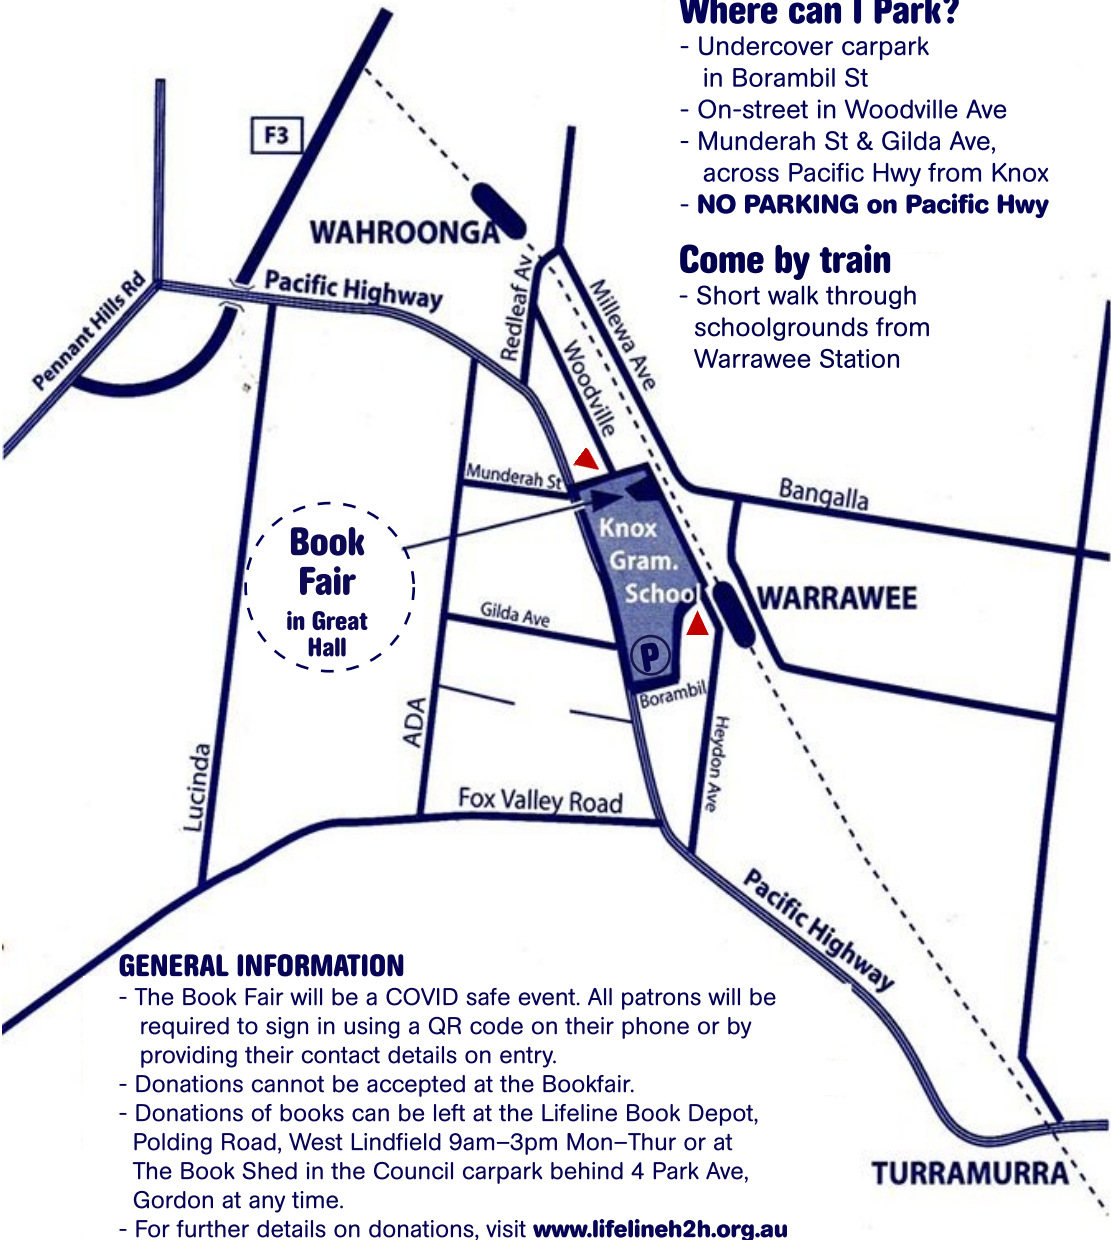 Where can I Park?
- Undercover carpark
in Borambil St
- On-street in Woodville Ave
- Munderah St & Gilda Ave,
across Pacific Hwy from Knox
- NO PARKING on Pacific Hwy
Come by train
- Short walk through
schoolgrounds from
Warrawee Station
F3
WAHROONGA
Pacific Highway
Pennant Hills Rd
Redleaf Av
Millewa Ave
Woodville
Munderah St
Bangalla
Book
Fair
in Great
Hall
Knox
Gram.
School
WARRAWEE
Gilda Ave
P
Borambil
ADA
Lucinda
Heydon Ave
Fox Valley Road
Pacific Highway
TURRAMURRA
GENERAL INFORMATION
- The Book Fair will be a COVID safe event. All patrons will be
required to sign in using a QR code on their phone or by
providing their contact details on entry.
- Donations cannot be accepted at the Bookfair.
- Donations of books can be left at the Lifeline Book Depot,
Polding Road, West Lindfield 9am–3pm Mon–Thur or at
The Book Shed in the Council carpark behind 4 Park Ave,
Gordon at any time.
- For further details on donations, visit www.lifelineh2h.org.au